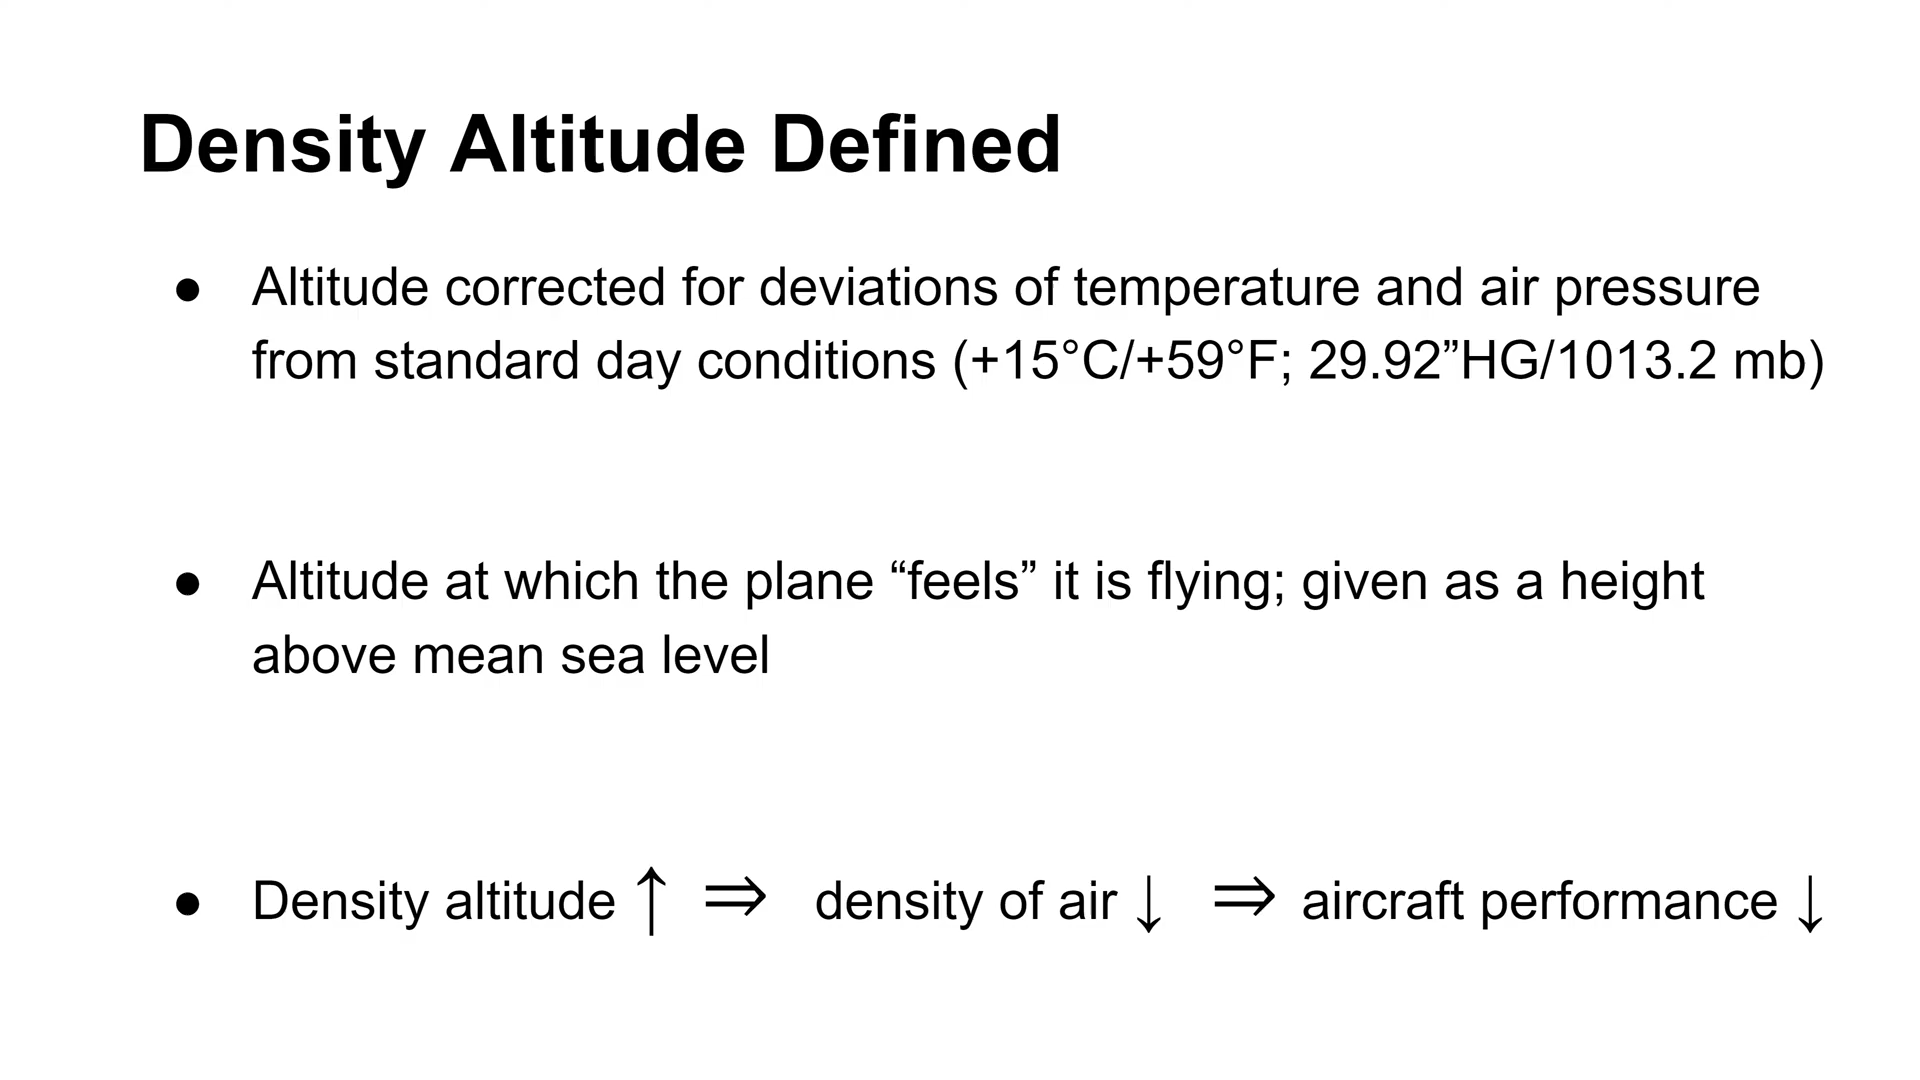 Density Altitude Defined
● Altitude corrected for deviations of temperature and air pressure
from standard day conditions (+15°C/+59°F; 29.92”HG/1013.2 mb)
● Altitude at which the plane “feels” it is flying; given as a height
above mean sea level
● Density altitude ↑ ⇒ density of air ↓ ⇒ aircraft performance ↓